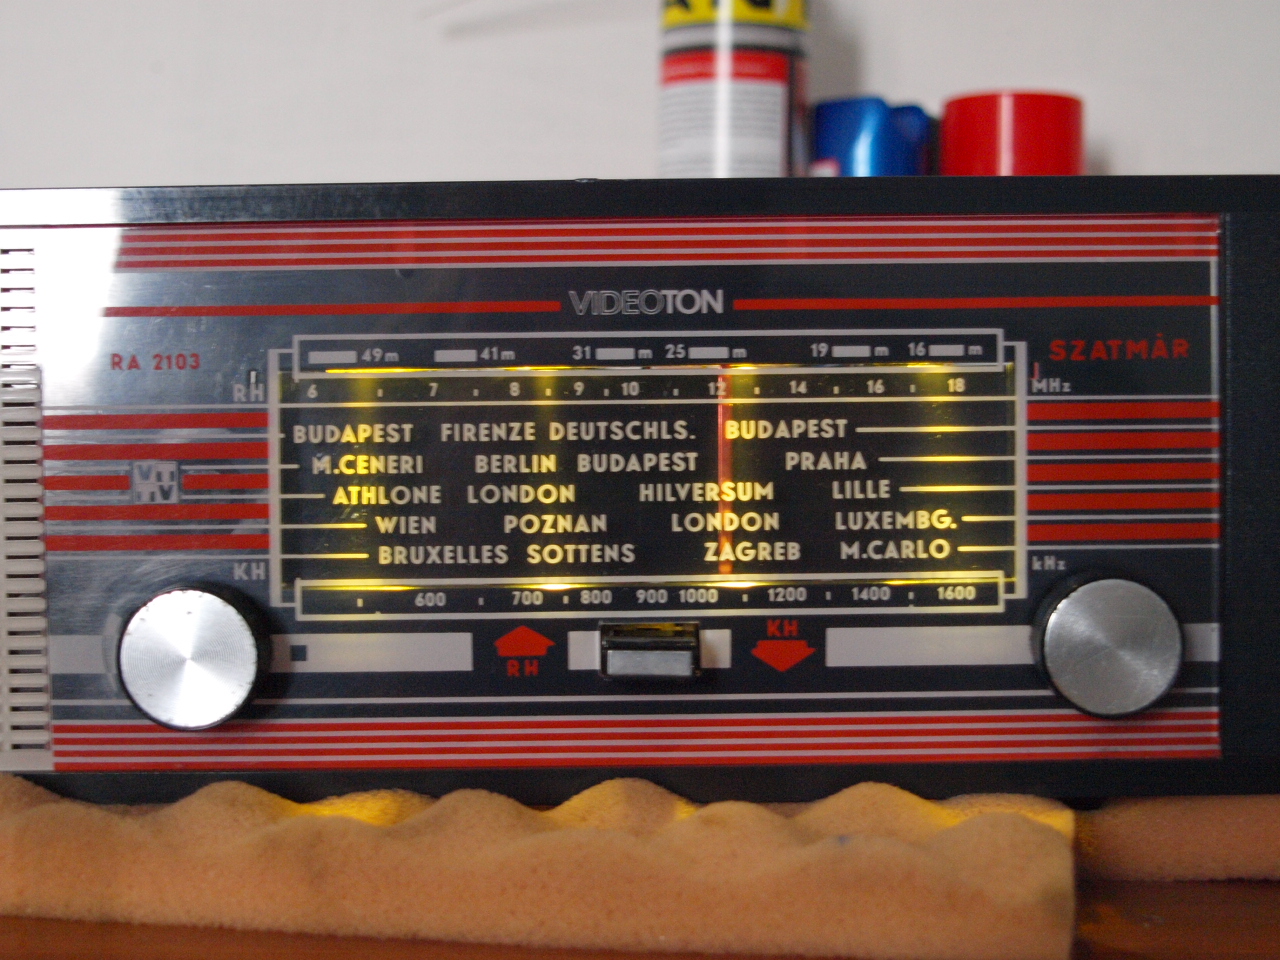 VIDEOTON
RA 2103
SZATMÀR
49m 41m 31 m 25 m 19 m 16 m
RH 6 7 8 9 10 12 14 16 18 MHz
BUDAPEST FIRENZE DEUTSCHLS. BUDAPEST
M.CENERI BERLIN BUDAPEST PRAHA
ATHLONE LONDON HILVERSUM LILLE
WIEN POZNAN LONDON LUXEMBG.
BRUXELLES SOTTENS ZAGREB M.CARLO
KH kHz
600 700 800 900 1000 1200 1400 1600
RH KH